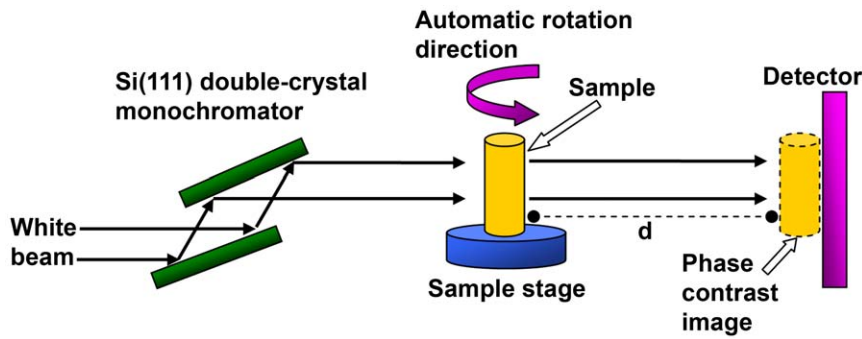 Automatic rotation
direction
Si(111) double-crystal
monochromator
Sample
Detector
White
beam
d
Sample stage
Phase
contrast
image